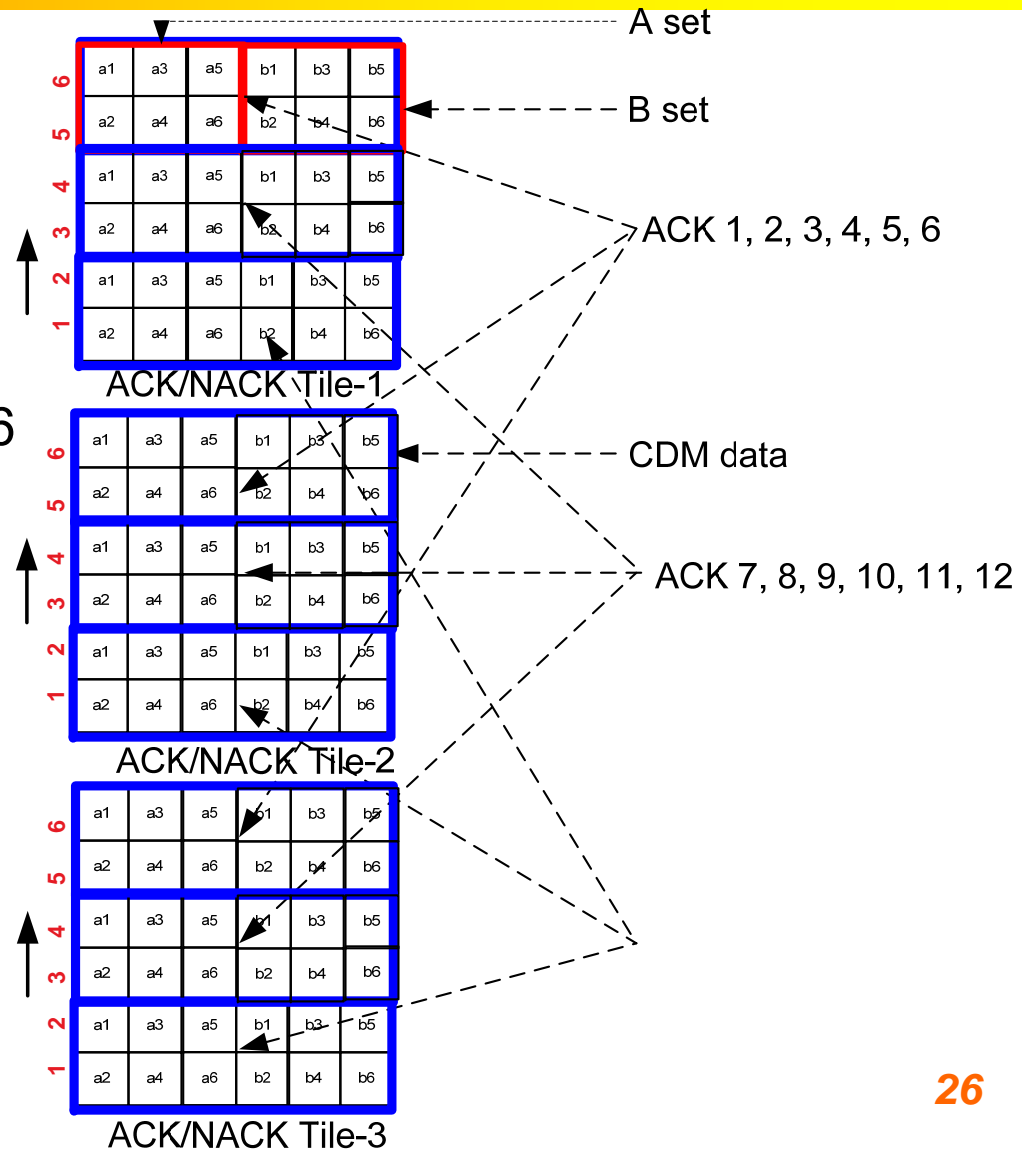 A set
6 a1 a3 a5 b1 b3 b5
5 a2 a4 a6 b2 b4 b6
B set
4 a1 a3 a5 b1 b3 b5
3 a2 a4 a6 b2 b4 b6
ACK 1, 2, 3, 4, 5, 6
2 a1 a3 a5 b1 b3 b5
1 a2 a4 a6 b2 b4 b6
ACK/NACK Tile-1
6
6 a1 a3 a5 b1 b3 b5
CDM data
5 a2 a4 a6 b2 b4 b6
4 a1 a3 a5 b1 b3 b5
ACK 7, 8, 9, 10, 11, 12
3 a2 a4 a6 b2 b4 b6
2 a1 a3 a5 b1 b3 b5
1 a2 a4 a6 b2 b4 b6
ACK/NACK Tile-2
6 a1 a3 a5 b1 b3 b5
5 a2 a4 a6 b2 b4 b6
4 a1 a3 a5 b1 b3 b5
3 a2 a4 a6 b2 b4 b6
2 a1 a3 a5 b1 b3 b5
1 a2 a4 a6 b2 b4 b6
ACK/NACK Tile-3
26